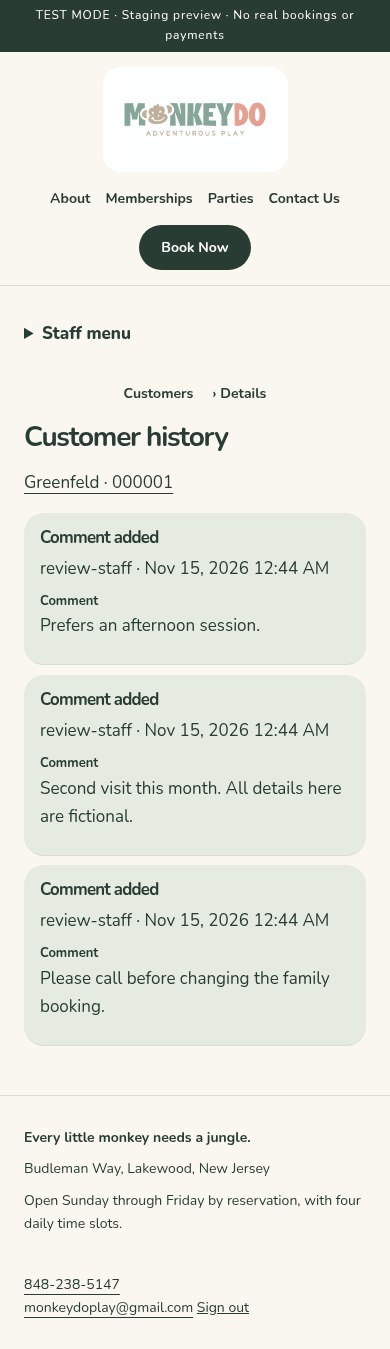 TEST MODE · Staging preview · No real bookings or
payments
MONKEYDO
ADVENTUROUS PLAY
About Memberships Parties Contact Us
Book Now
▶ Staff menu
Customers › Details
Customer history
Greenfeld · 000001
Comment added
review-staff · Nov 15, 2026 12:44 AM
Comment
Prefers an afternoon session.
Comment added
review-staff · Nov 15, 2026 12:44 AM
Comment
Second visit this month. All details here
are fictional.
Comment added
review-staff · Nov 15, 2026 12:44 AM
Comment
Please call before changing the family
booking.
Every little monkey needs a jungle.
Budleman Way, Lakewood, New Jersey
Open Sunday through Friday by reservation, with four
daily time slots.
848-238-5147
monkeydoplay@gmail.com Sign out